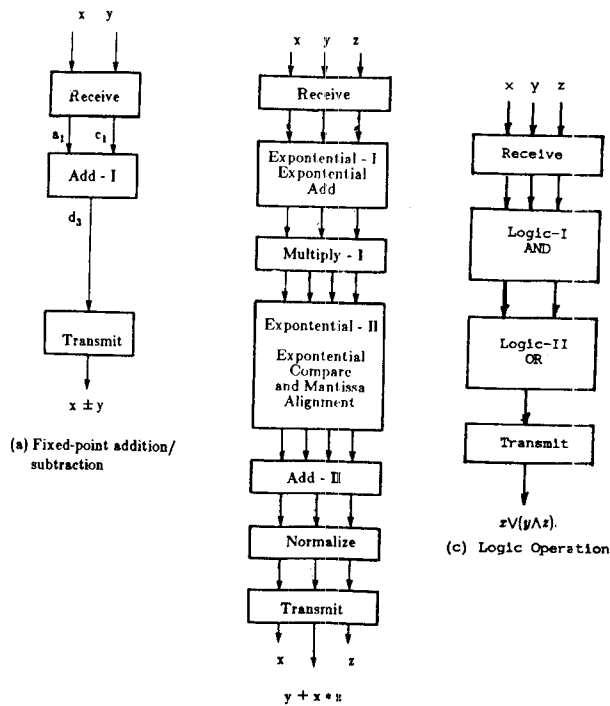 x y
Receive
a₁ c₁
Add - I
d₃
Transmit
x ± y
(a) Fixed-point addition/
subtraction
x y z
Receive
Expontential - I
Expontential
Add
Multiply - I
Expontential - II
Expontential
Compare
and Mantissa
Alignment
Add - II
Normalize
Transmit
x z
y + x * z
x y z
Receive
Logic-I
AND
Logic-II
OR
Transmit
x∨(y∧z).
(c) Logic Operation